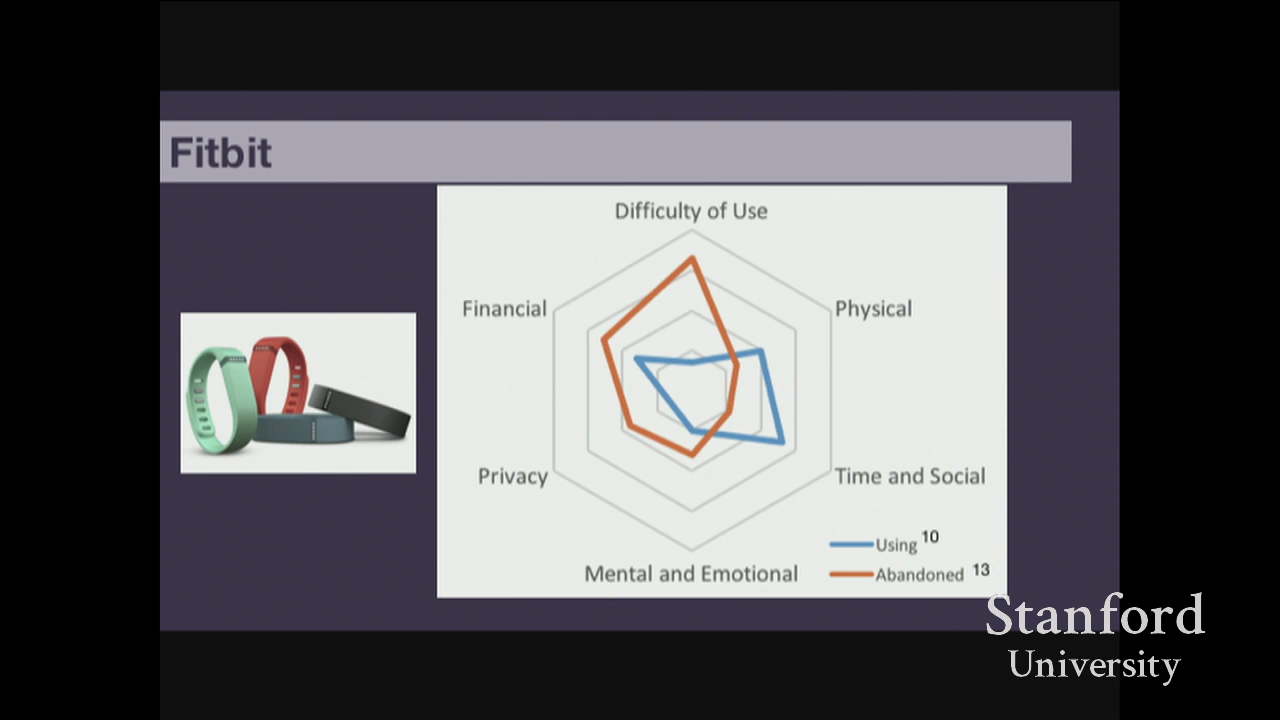 Fitbit
Difficulty of Use
Financial
Physical
Privacy
Time and Social
Mental and Emotional
Using 10
Abandoned 13
Stanford
University